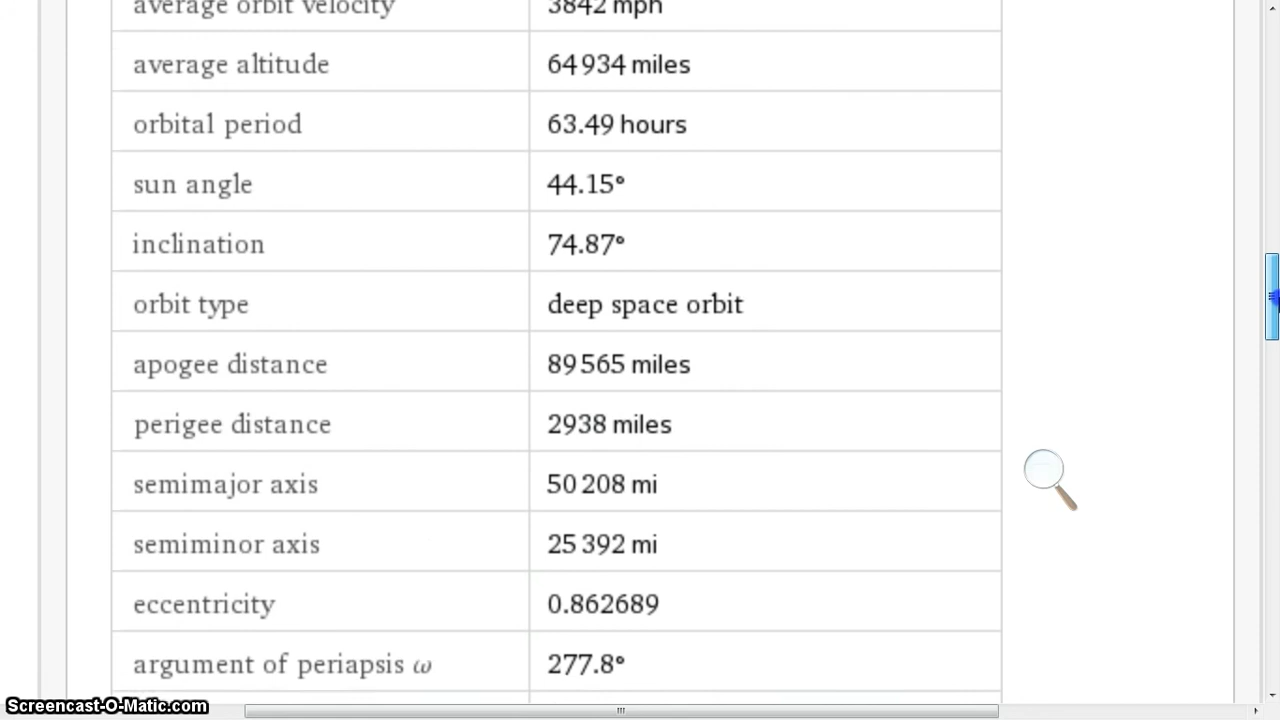 average orbit velocity 3842 mph
average altitude 64934 miles
orbital period 63.49 hours
sun angle 44.15°
inclination 74.87°
orbit type deep space orbit
apogee distance 89565 miles
perigee distance 2938 miles
semimajor axis 50208 mi
semiminor axis 25392 mi
eccentricity 0.862689
argument of periapsis ω 277.8°
Screencast-O-Matic.com